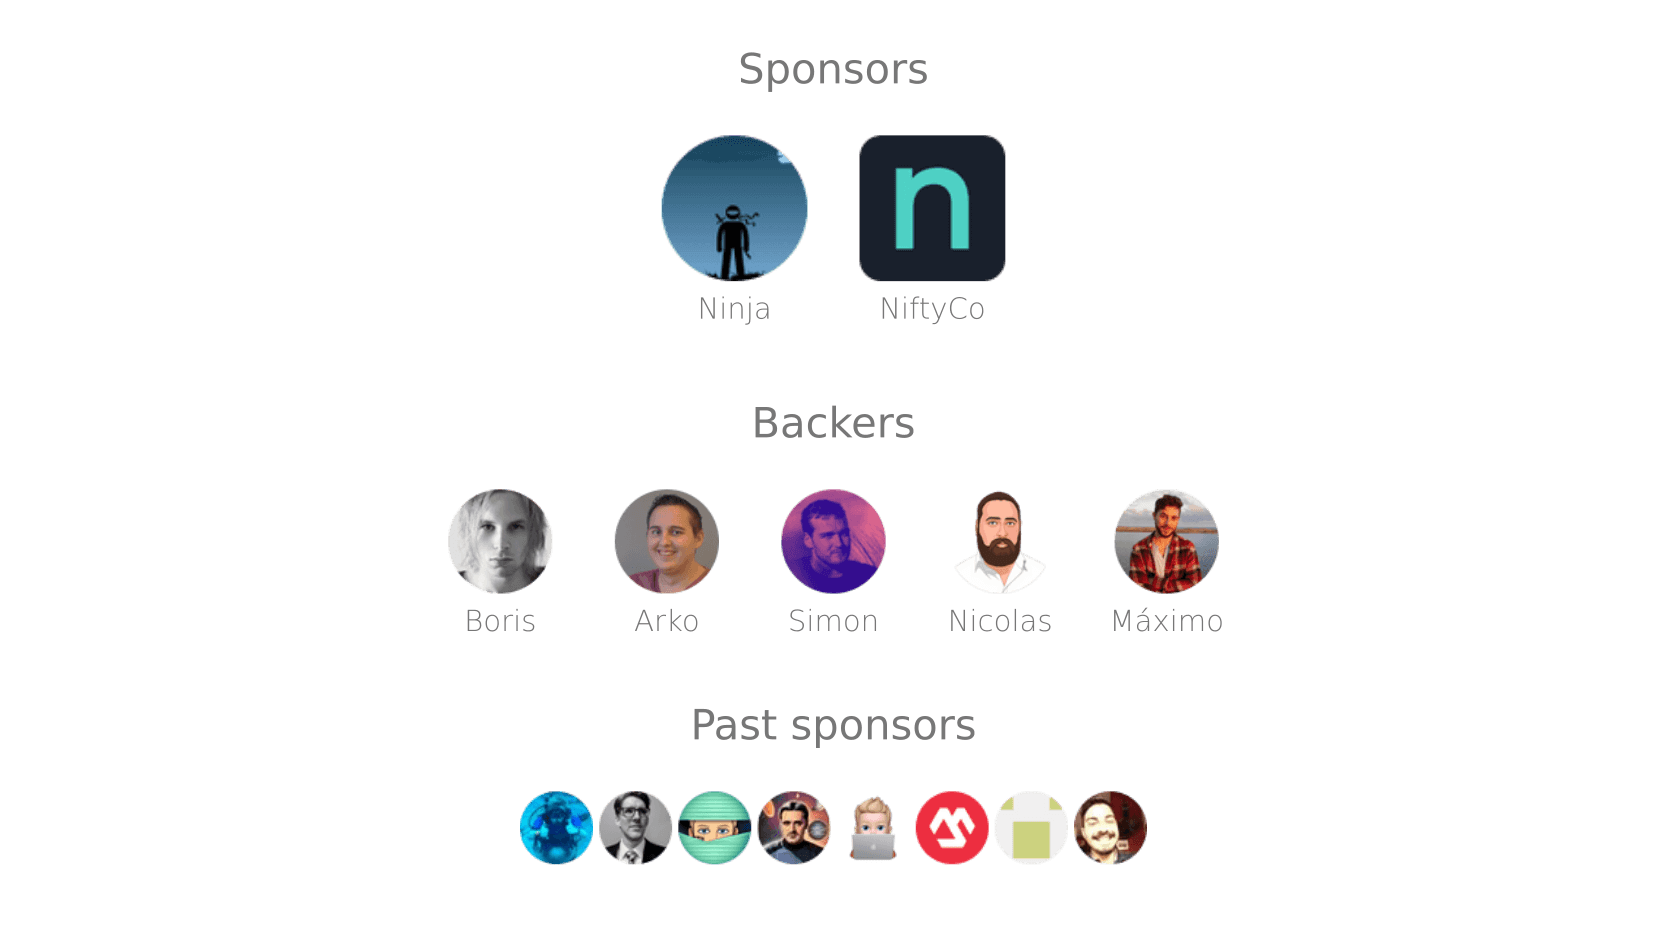 Sponsors
n
Ninja
NiftyCo
Backers
Boris
Arko
Simon
Nicolas
Máximo
Past sponsors